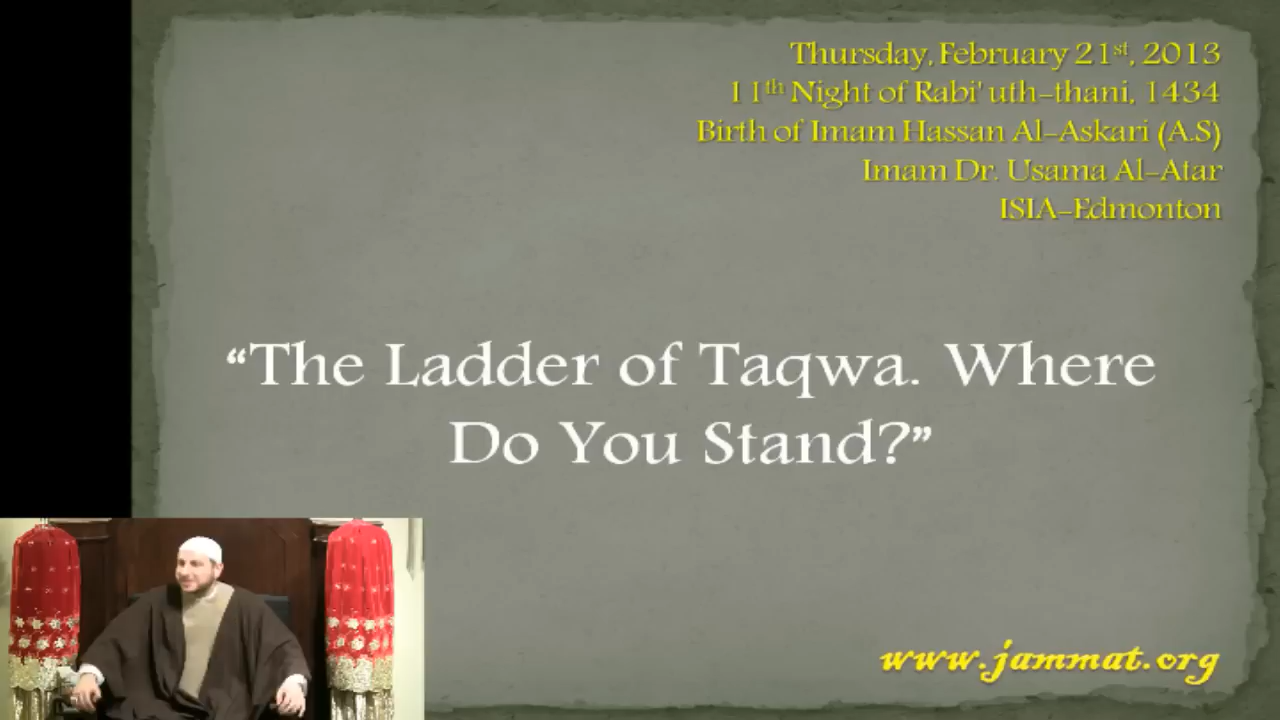 Thursday, February 21st, 2013
11th Night of Rabi' uth-thani, 1434
Birth of Imam Hassan Al-Askari (A.S)
Imam Dr. Usama Al-Atar
ISIA-Edmonton
“The Ladder of Taqwa. Where
Do You Stand?”
www.jammat.org